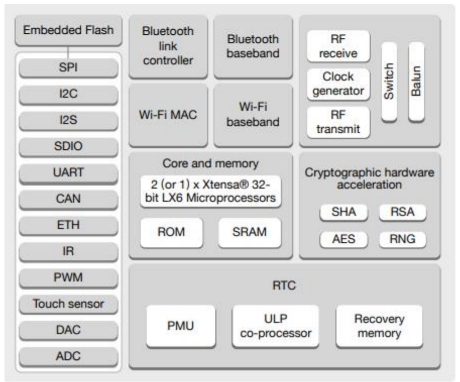 Embedded Flash
SPI
I2C
I2S
SDIO
UART
CAN
ETH
IR
PWM
Touch sensor
DAC
ADC
Bluetooth
link
controller
Bluetooth
baseband
Wi-Fi MAC
Wi-Fi
baseband
RF
receive
Clock
generator
RF
transmit
Switch
Balun
Core and memory
2 (or 1) x Xtensa® 32-
bit LX6 Microprocessors
ROM
SRAM
Cryptographic hardware
acceleration
SHA
RSA
AES
RNG
RTC
PMU
ULP
co-processor
Recovery
memory